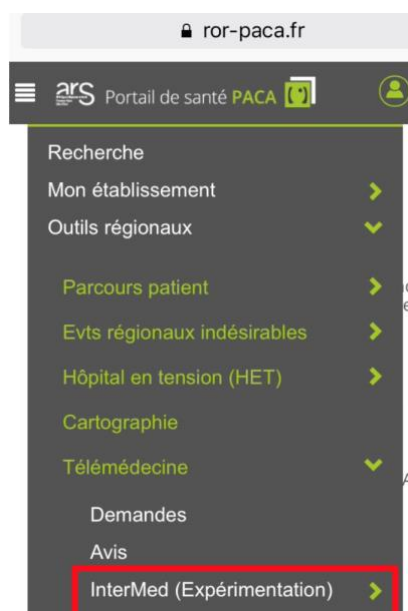 ror-paca.fr
ars Portail de santé PACA
Recherche
Mon établissement
Outils régionaux
Parcours patient
Evts régionaux indésirables
Hôpital en tension (HET)
Cartographie
Télémédecine
Demandes
Avis
InterMed (Expérimentation)